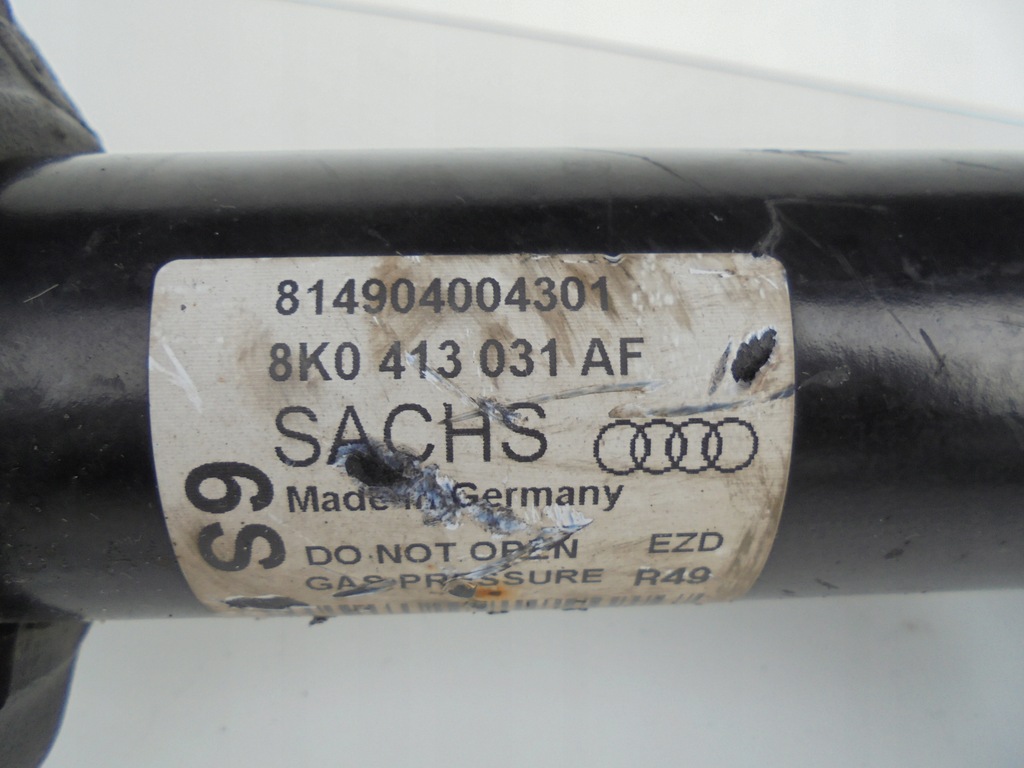 814904004301
8K0 413 031 AF
SACHS
Made in Germany
DO NOT OPEN EZD
GAS PRESSURE R49
S9